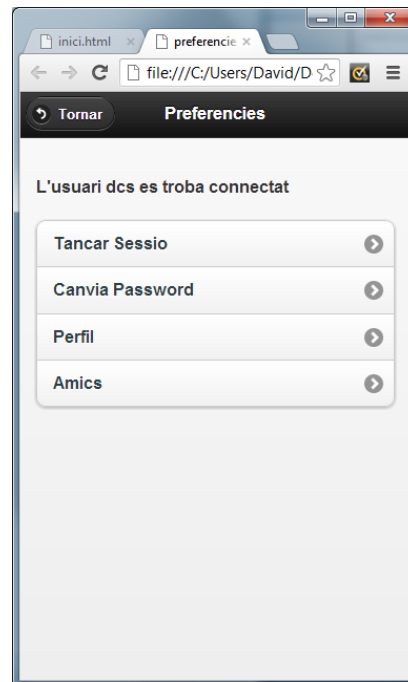 inici.html
preferencie
file:///C:/Users/David/D
Tornar
Preferencies
L'usuari dcs es troba connectat
Tancar Sessio
Canvia Password
Perfil
Amics